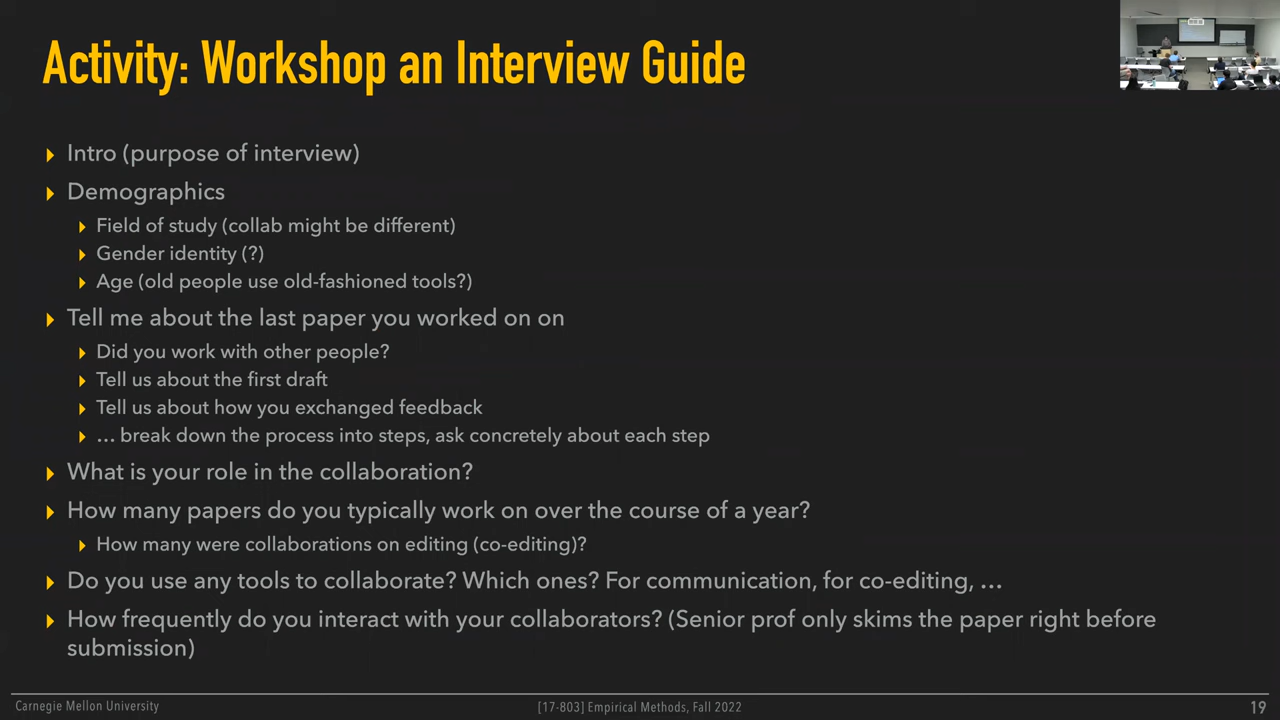 Activity: Workshop an Interview Guide
Intro (purpose of interview)
Demographics
Field of study (collab might be different)
Gender identity (?)
Age (old people use old-fashioned tools?)
Tell me about the last paper you worked on on
Did you work with other people?
Tell us about the first draft
Tell us about how you exchanged feedback
… break down the process into steps, ask concretely about each step
What is your role in the collaboration?
How many papers do you typically work on over the course of a year?
How many were collaborations on editing (co-editing)?
Do you use any tools to collaborate? Which ones? For communication, for co-editing, …
How frequently do you interact with your collaborators? (Senior prof only skims the paper right before
submission)
Carnegie Mellon University
[17-803] Empirical Methods, Fall 2022
19